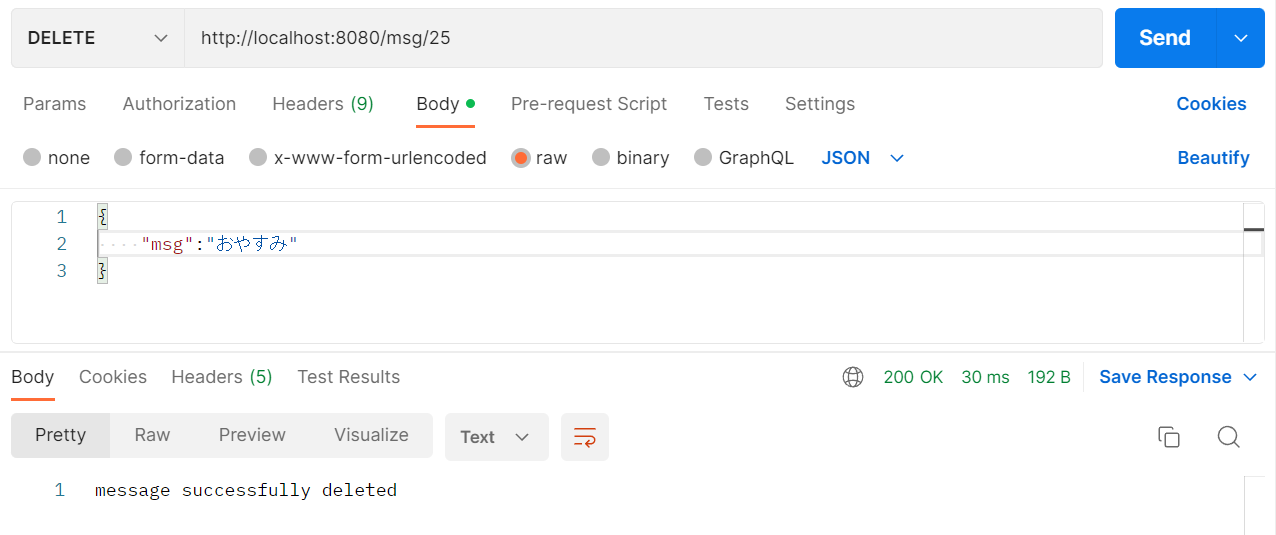 DELETE http://localhost:8080/msg/25 Send
Params Authorization Headers (9) Body Pre-request Script Tests Settings Cookies
none form-data x-www-form-urlencoded raw binary GraphQL JSON Beautify
1 {
2 "msg":"おやすみ"
3 }
Body Cookies Headers (5) Test Results 200 OK 30 ms 192 B Save Response
Pretty Raw Preview Visualize Text
1 message successfully deleted